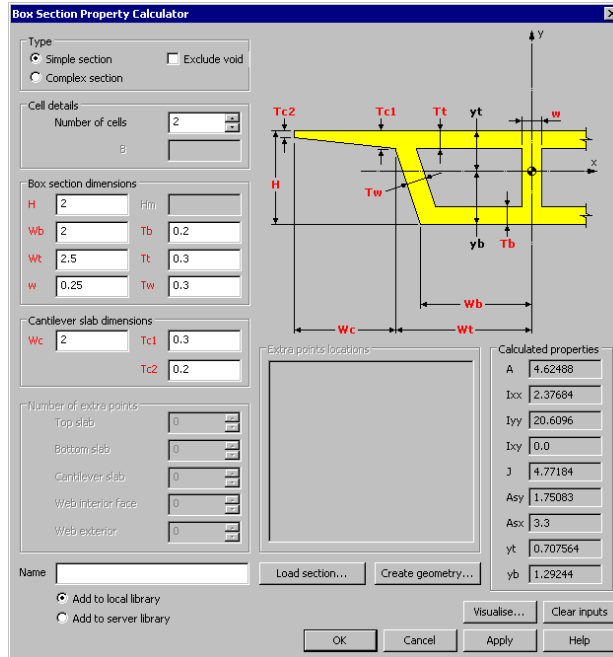 Box Section Property Calculator
Type
Simple section
Exclude void
Complex section
Cell details
Number of cells 2
B
Box section dimensions
H 2 Hm
Wb 2 Tb 0.2
Wt 2.5 Tt 0.3
w 0.25 Tw 0.3
Cantilever slab dimensions
Wc 2 Tc1 0.3
Tc2 0.2
Number of extra points
Top slab 0
Bottom slab 0
Cantilever slab 0
Web interior face 0
Web exterior 0
y
Tc2 Tc1 Tt yt w
x
H
Tw
yb Tb
Wb
Wc Wt
Extra points locations
Calculated properties
A 4.62488
Ixx 2.37684
Iyy 20.6096
Ixy 0.0
J 4.77184
Asy 1.75083
Asx 3.3
yt 0.707564
yb 1.29244
Name
Load section...
Create geometry...
Add to local library
Add to server library
Visualise...
Clear inputs
OK
Cancel
Apply
Help